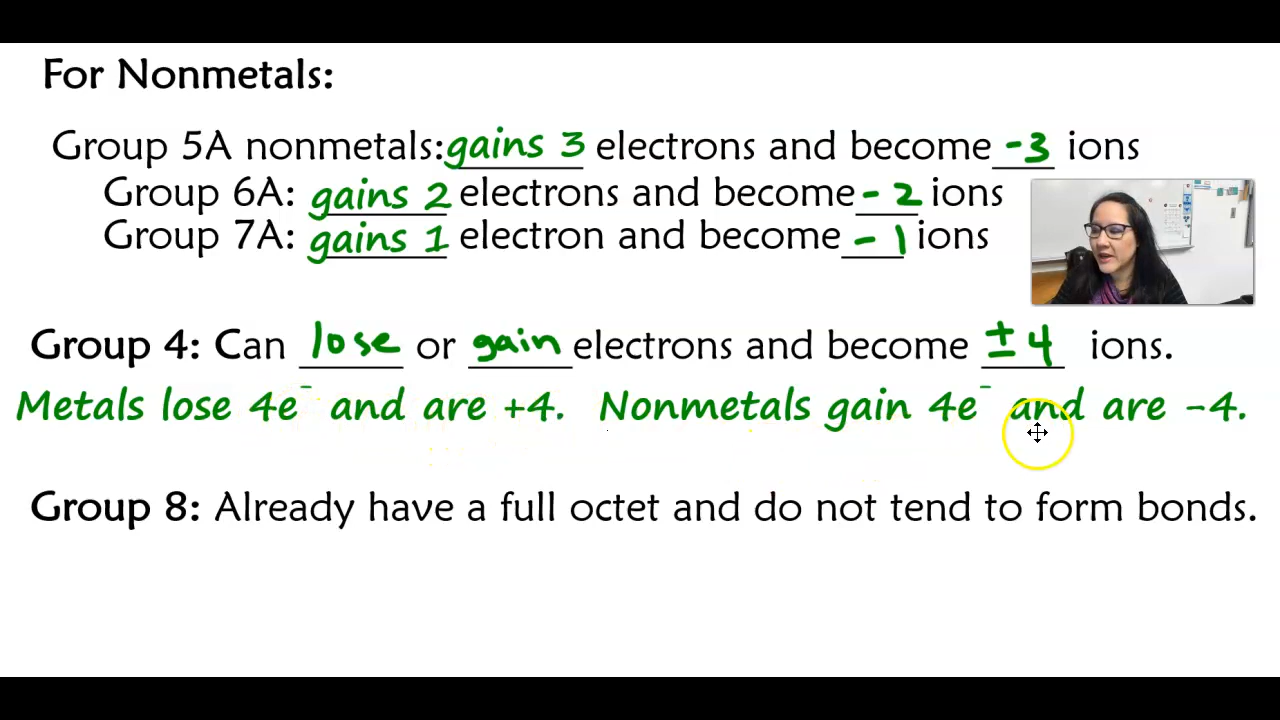 For Nonmetals:
Group 5A nonmetals: gains 3 electrons and become -3 ions
Group 6A: gains 2 electrons and become - 2 ions
Group 7A: gains 1 electron and become - 1 ions
Group 4: Can lose or gain electrons and become ±4 ions.
Metals lose 4e⁻ and are +4. Nonmetals gain 4e⁻ and are -4.
Group 8: Already have a full octet and do not tend to form bonds.